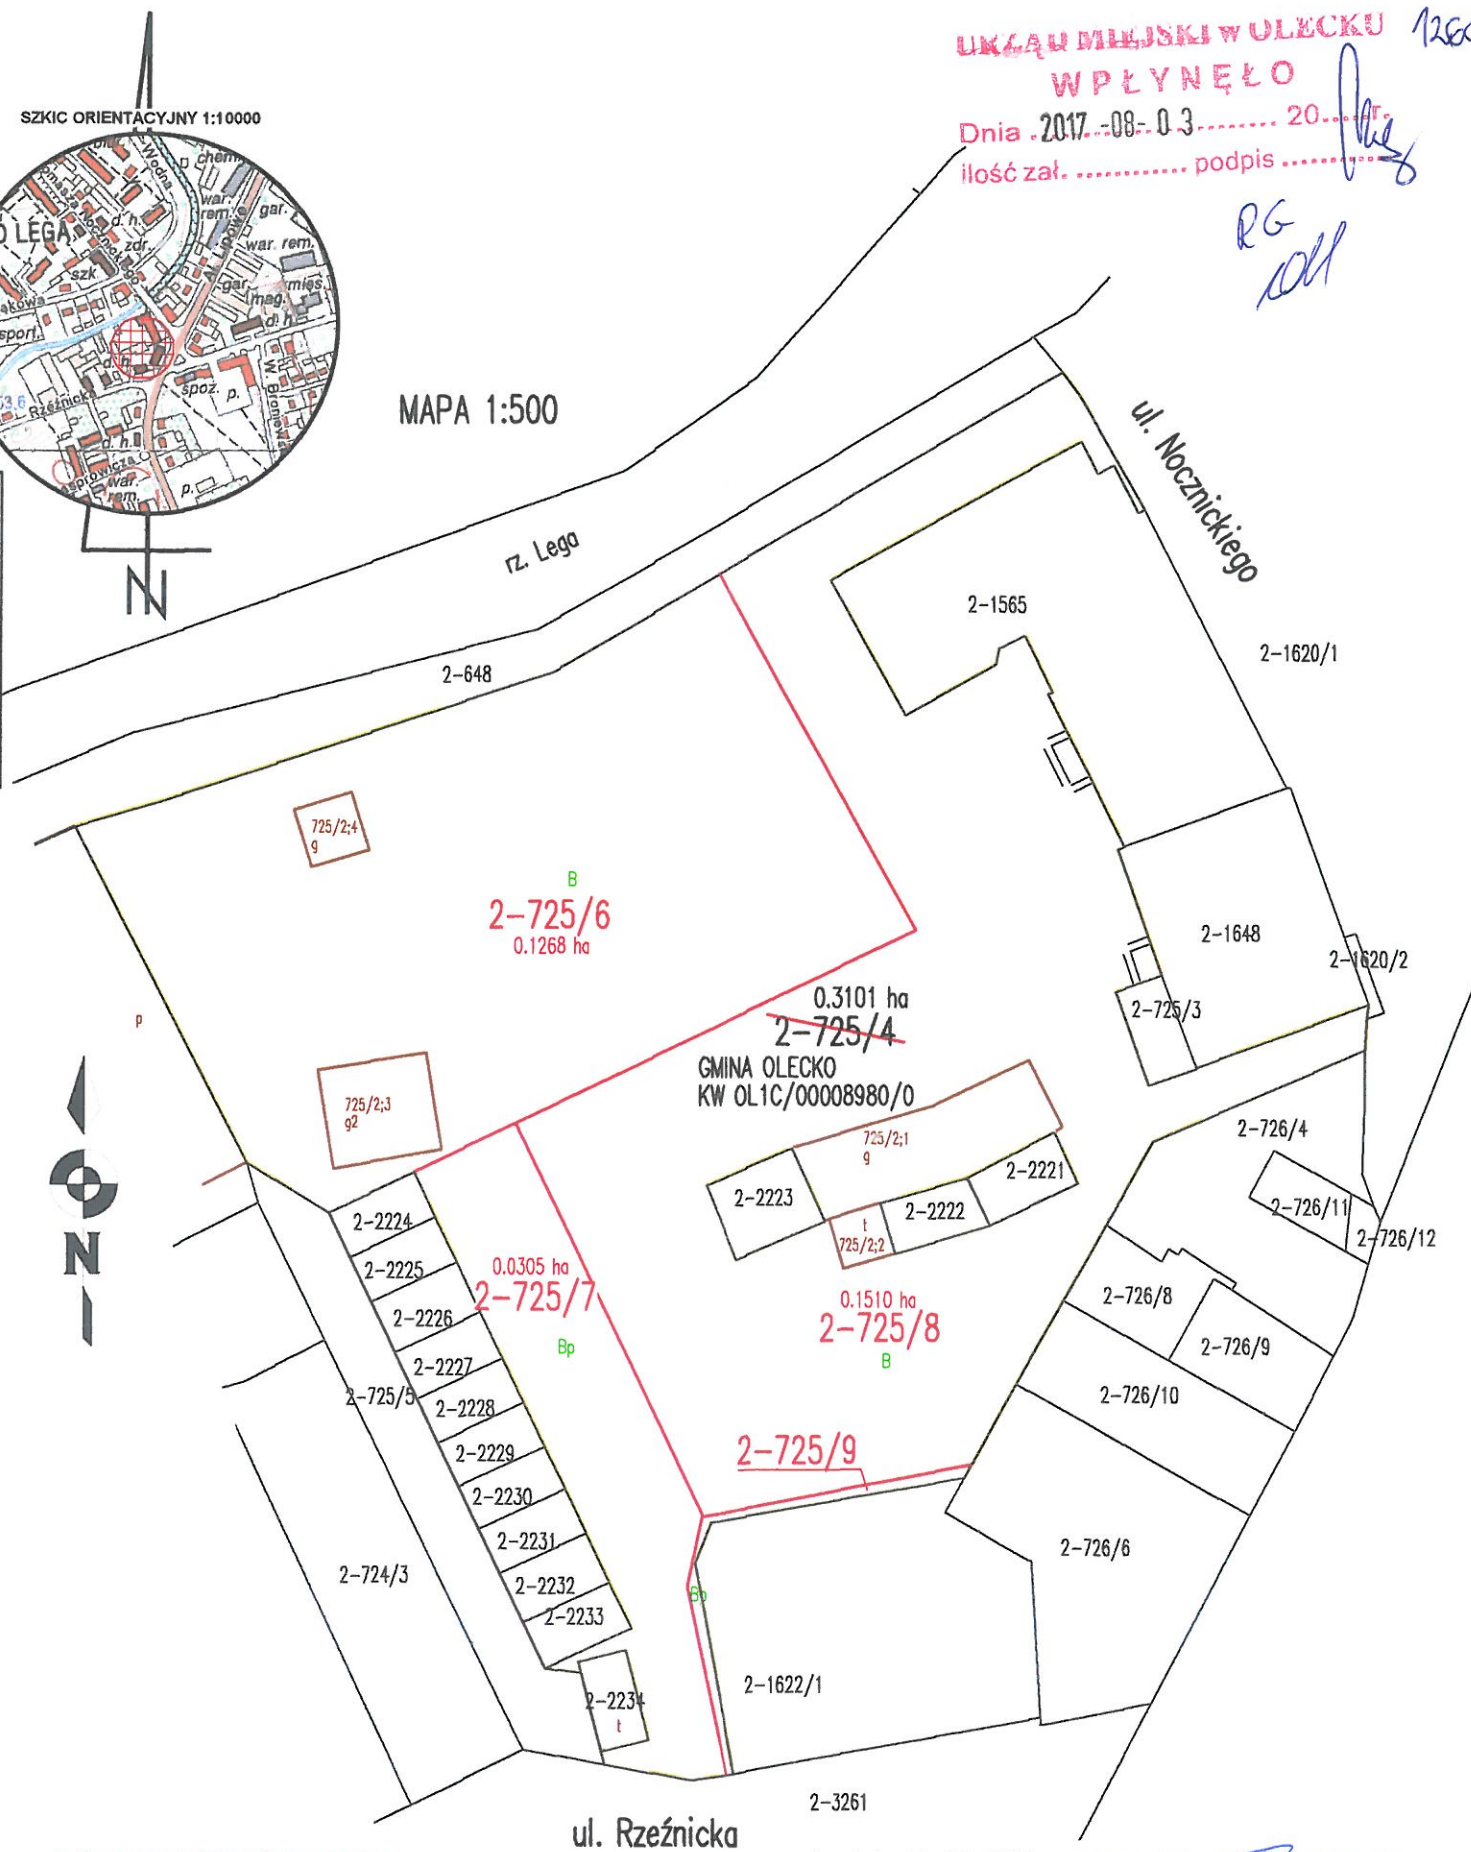 URZĄD MIEJSKI w OLECKU
WPŁYNĘŁO
Dnia 2017-08-03 20 r.
ilość zał. ............ podpis ............
RG
SZKIC ORIENTACYJNY 1:10000
Wodna
chem.
war. rem.
gar.
d. h.
O LEGĄ
zdr.
szk
war. rem.
gar.
mies.
mag.
d. h.
sport.
d. h.
Rzeźnicka
3.6
spoz.
p.
d. h.
war. rem.
p.
N
MAPA 1:500
ul. Nocznickiego
rz. Lega
2-1565
2-1620/1
2-648
725/2;4
g
B
2-725/6
0.1268 ha
2-1648
2-1620/2
p
0.3101 ha
2-725/4
2-725/3
GMINA OLECKO
KW OL1C/00008980/0
725/2;3
g2
725/2;1
g
2-726/4
2-2221
2-2223
2-2222
t
725/2;2
2-726/11
2-726/12
2-2224
2-2225
N
0.0305 ha
2-725/7
Bp
0.1510 ha
2-725/8
B
2-726/8
2-2226
2-726/9
2-2227
2-725/5
2-726/10
2-2228
2-2229
2-725/9
2-2230
2-2231
2-726/6
2-724/3
2-2232
Bp
2-2233
2-1622/1
2-2234
t
2-3261
ul. Rzeźnicka